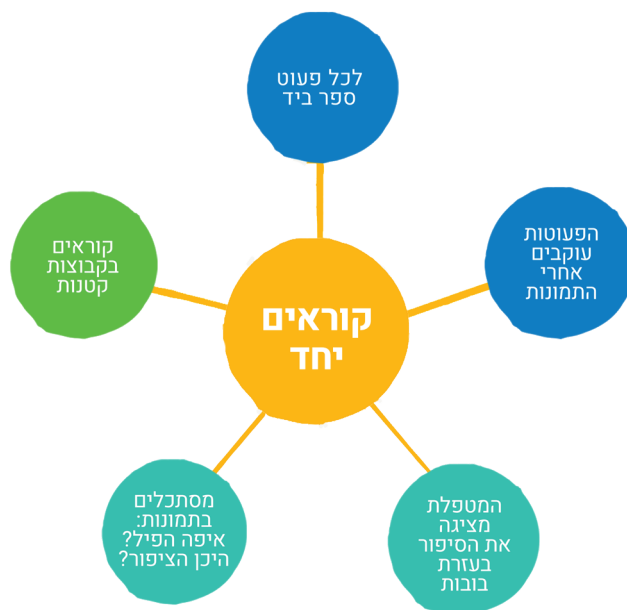 לכל פעוט
ספר ביד
הפעוטות
עוקבים
אחרי
התמונות
קוראים
בקבוצות
קטנות
קוראים
יחד
המטפלת
מציגה
את הסיפור
בעזרת
בובות
מסתכלים
בתמונות:
איפה הפיל?
היכן הציפור?